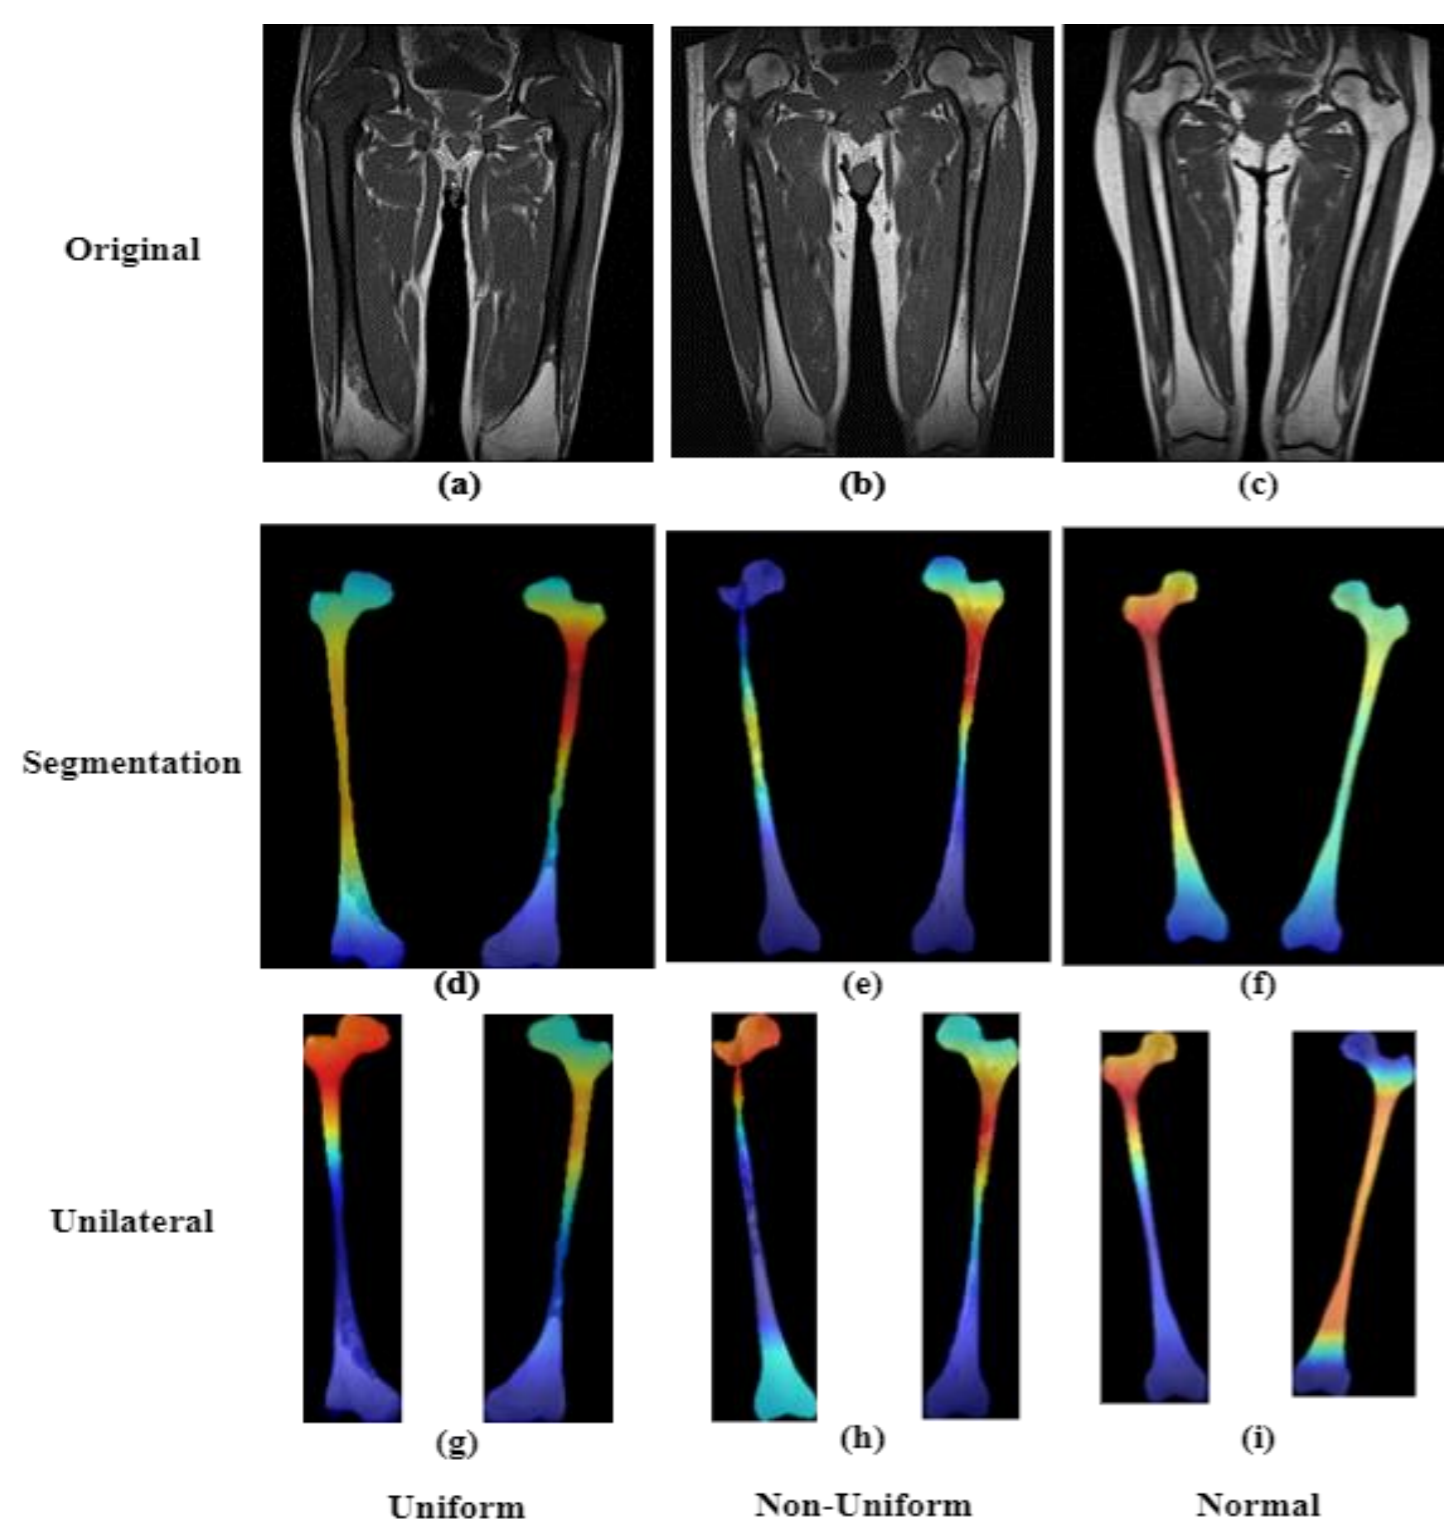 Original
(a)
(b)
(c)
Segmentation
(d)
(e)
(f)
Unilateral
(g)
(h)
(i)
Uniform
Non-Uniform
Normal